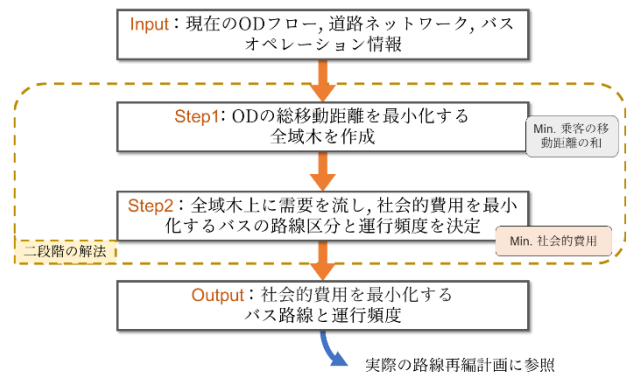 Input：現在のODフロー, 道路ネットワーク, バス
オペレーション情報
Step1：ODの総移動距離を最小化する
全域木を作成
Min. 乗客の移
動距離の和
Step2：全域木上に需要を流し, 社会的費用を最小
化するバスの路線区分と運行頻度を決定
Min. 社会的費用
二段階の解法
Output：社会的費用を最小化する
バス路線と運行頻度
実際の路線再編計画に参照